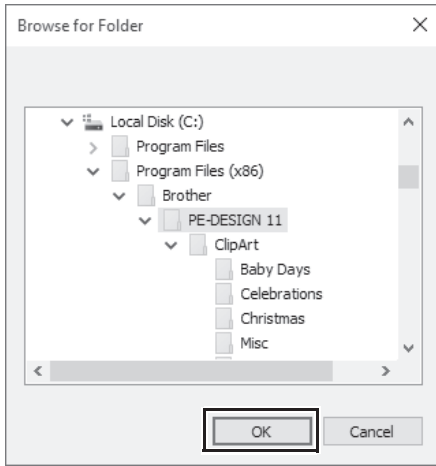 Browse for Folder
Local Disk (C:)
Program Files
Program Files (x86)
Brother
PE-DESIGN 11
ClipArt
Baby Days
Celebrations
Christmas
Misc
OK Cancel